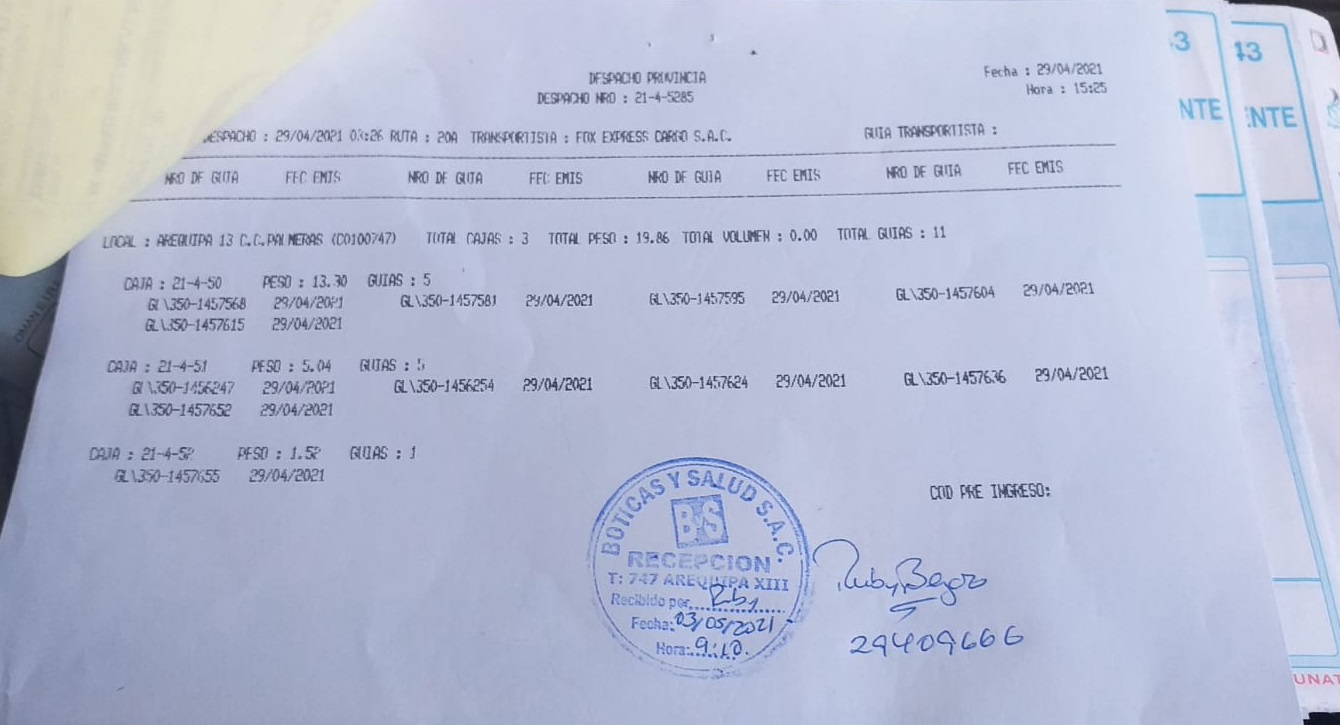 DESPACHO PROVINCIA
DESPACHO NRO : 21-4-5285
Fecha : 29/04/2021
Hora : 15:25
DESPACHO : 29/04/2021 03:26 RUTA : 20A TRANSPORTISTA : FOX EXPRESS CARGO S.A.C. GUIA TRANSPORTISTA :
NRO DE GUIA FEC EMIS NRO DE GUIA FEC EMIS NRO DE GUIA FEC EMIS NRO DE GUIA FEC EMIS
LOCAL : AREQUIPA 13 C.C.PALMERAS (C0100747) TOTAL CAJAS : 3 TOTAL PESO : 19.86 TOTAL VOLUMEN : 0.00 TOTAL GUIAS : 11
CAJA : 21-4-50 PESO : 13.30 GUIAS : 5
GL\350-1457568 29/04/2021 GL\350-1457581 29/04/2021 GL\350-1457595 29/04/2021 GL\350-1457604 29/04/2021
GL\350-1457615 29/04/2021
CAJA : 21-4-51 PESO : 5.04 GUIAS : 5
GL\350-1456247 29/04/2021 GL\350-1456254 29/04/2021 GL\350-1457624 29/04/2021 GL\350-1457636 29/04/2021
GL\350-1457652 29/04/2021
CAJA : 21-4-52 PESO : 1.52 GUIAS : 1
GL\350-1457655 29/04/2021
COD PRE INGRESO:
BOTICAS Y SALUD S.A.C.
BYS
RECEPCION
T: 747 AREQUIPA XIII
Recibido por
Fecha: 03/05/2021
Hora: 9:10.
29409666
43
NTE
ENTE
UNAT